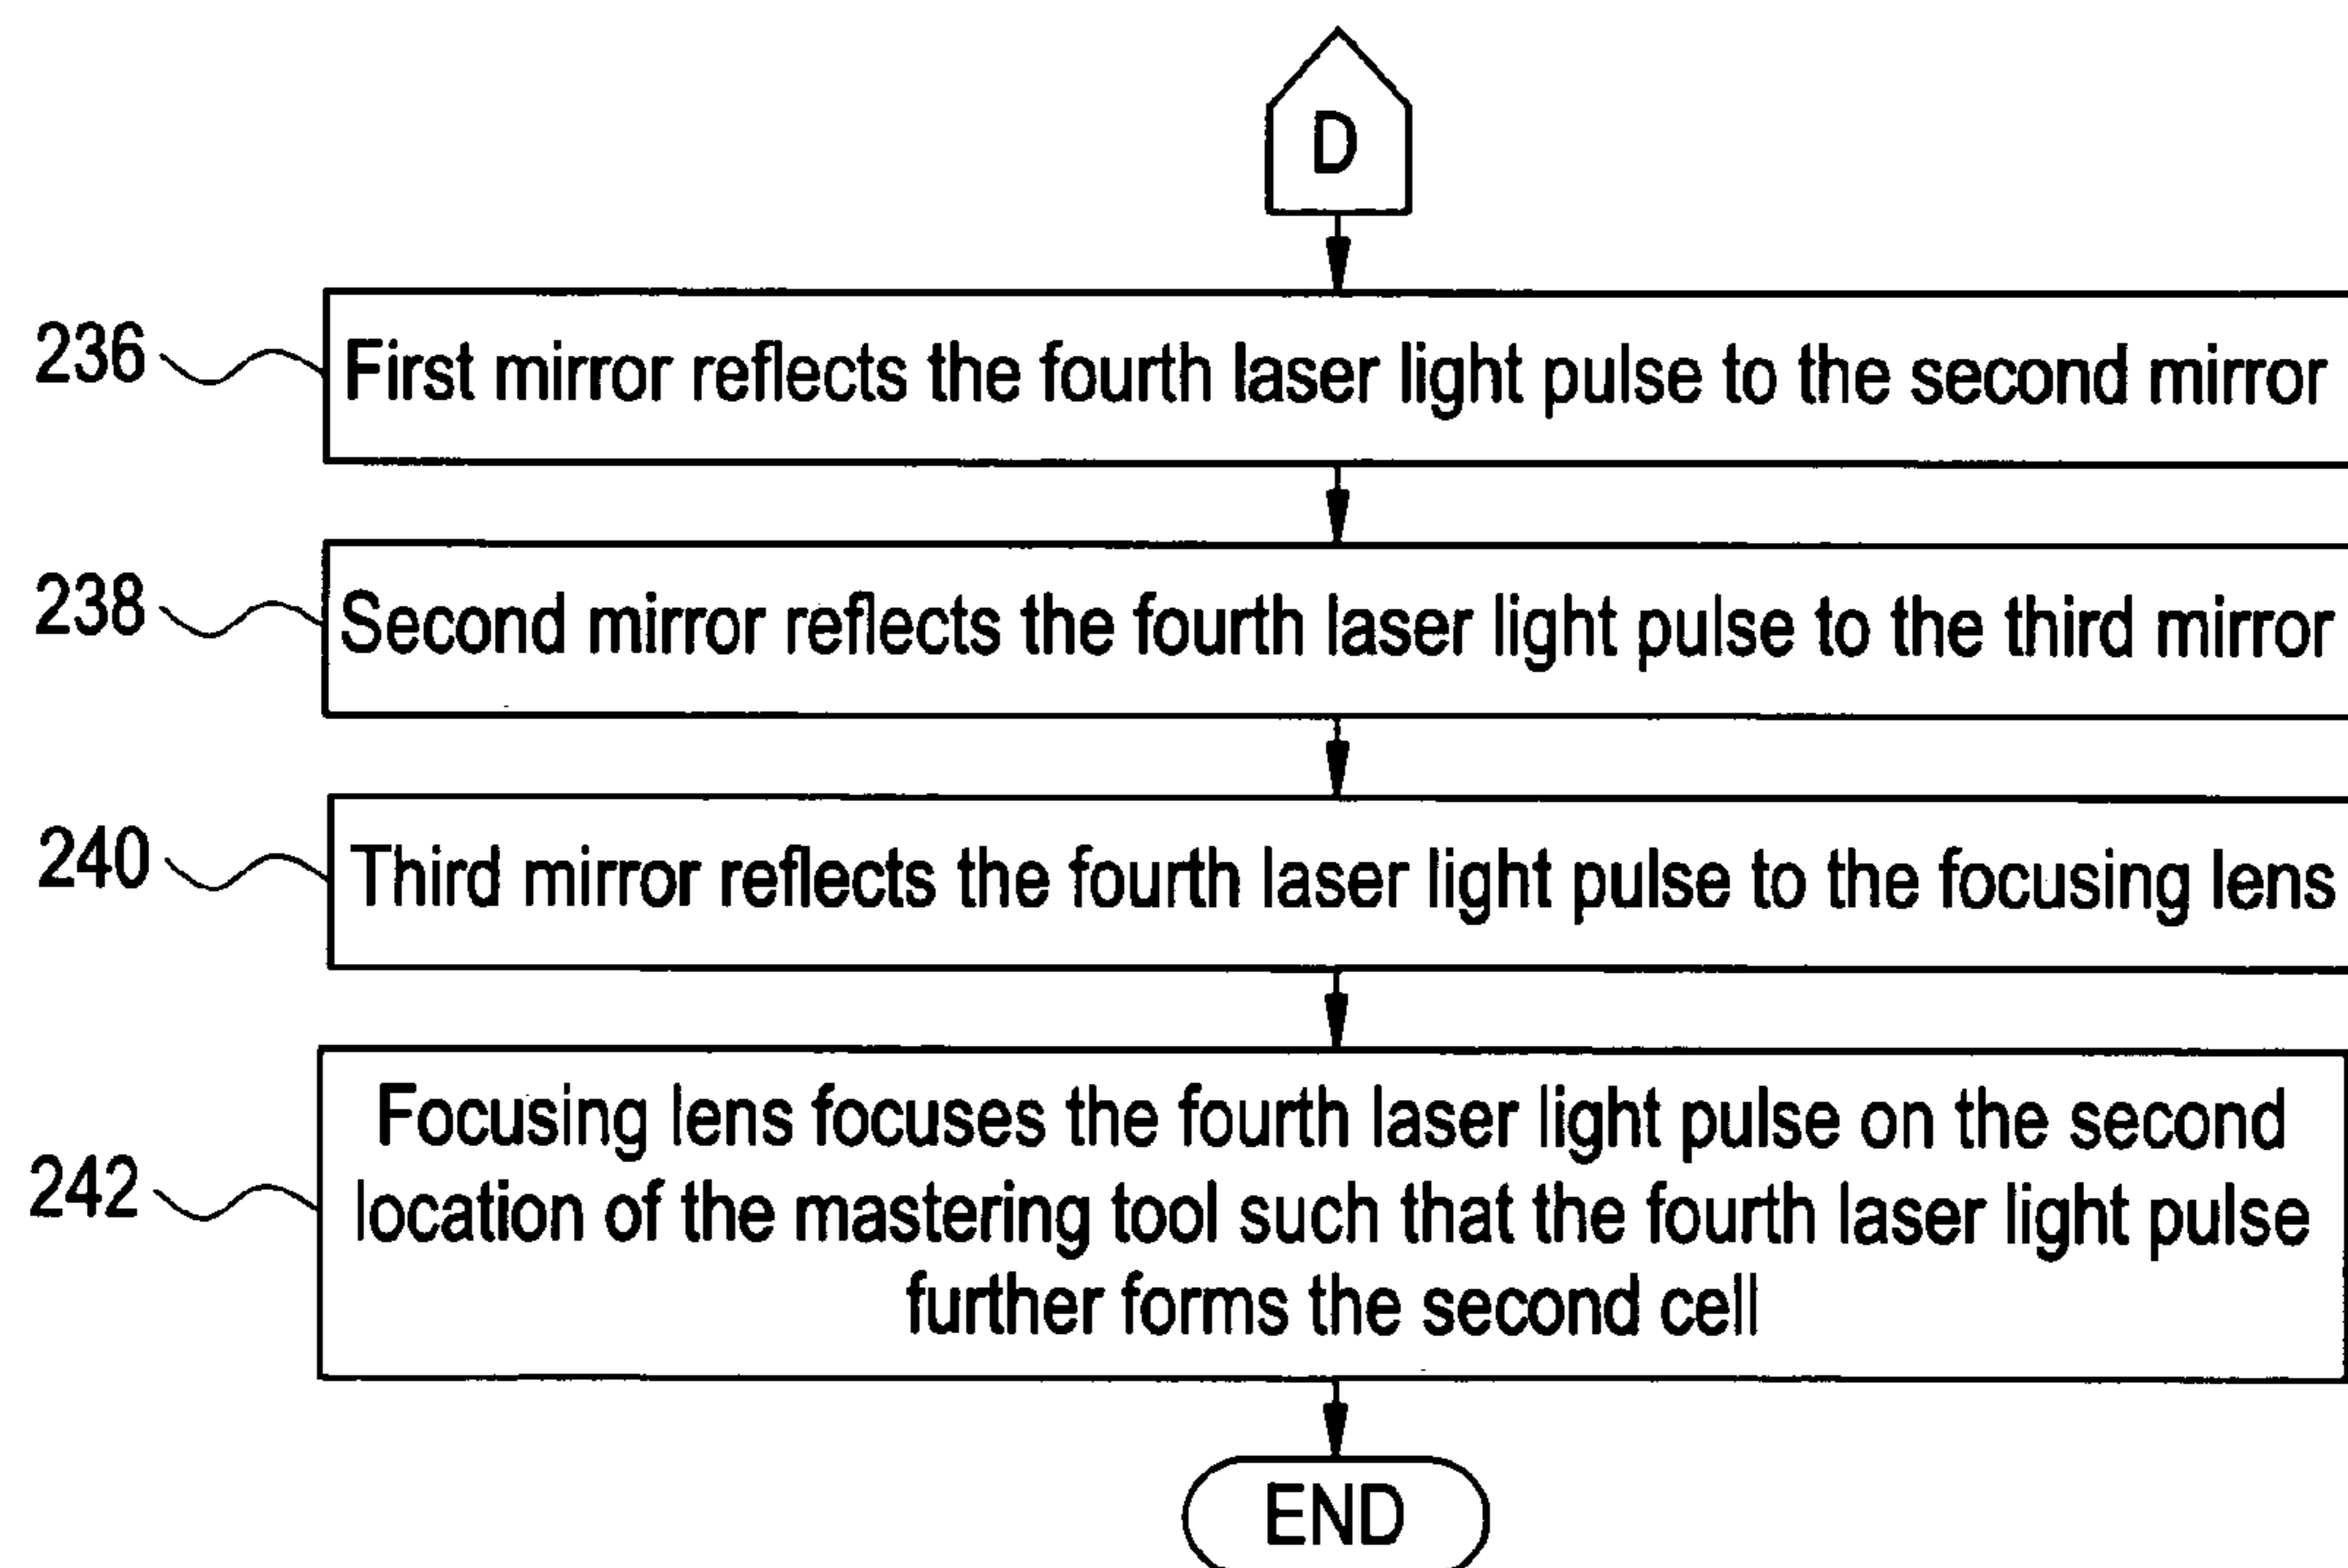 D
236 First mirror reflects the fourth laser light pulse to the second mirror
238 Second mirror reflects the fourth laser light pulse to the third mirror
240 Third mirror reflects the fourth laser light pulse to the focusing lens
Focusing lens focuses the fourth laser light pulse on the second
242 location of the mastering tool such that the fourth laser light pulse
further forms the second cell
END